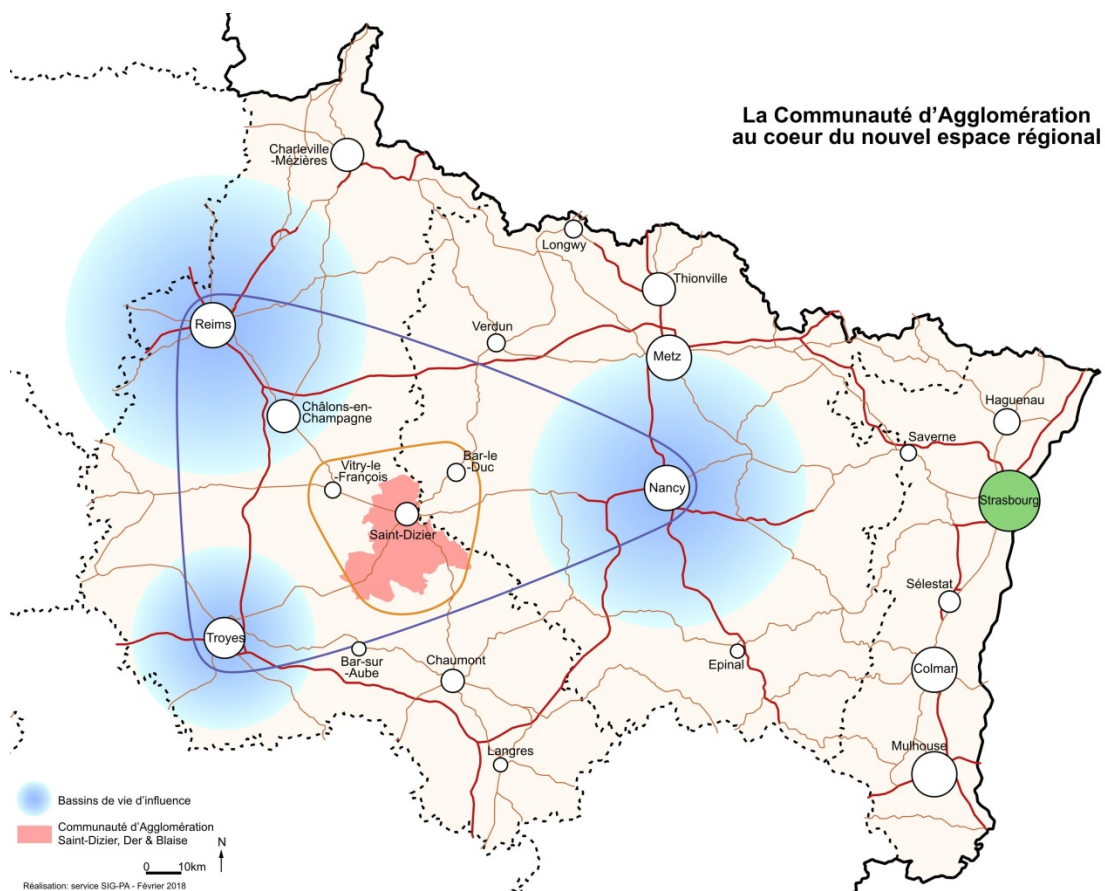 La Communauté d'Agglomération
au coeur du nouvel espace régional
Charleville
-Mézières
Longwy
Thionville
Reims
Verdun
Metz
Châlons-en-
Champagne
Haguenau
Saverne
Bar-le
-Duc
Vitry-le
-François
Nancy
Strasbourg
Saint-Dizier
Sélestat
Troyes
Bar-sur
-Aube
Chaumont
Epinal
Colmar
Langres
Mulhouse
Bassins de vie d'influence
Communauté d'Agglomération
Saint-Dizier, Der & Blaise
N
0 10km
Réalisation: service SIG-PA - Février 2018